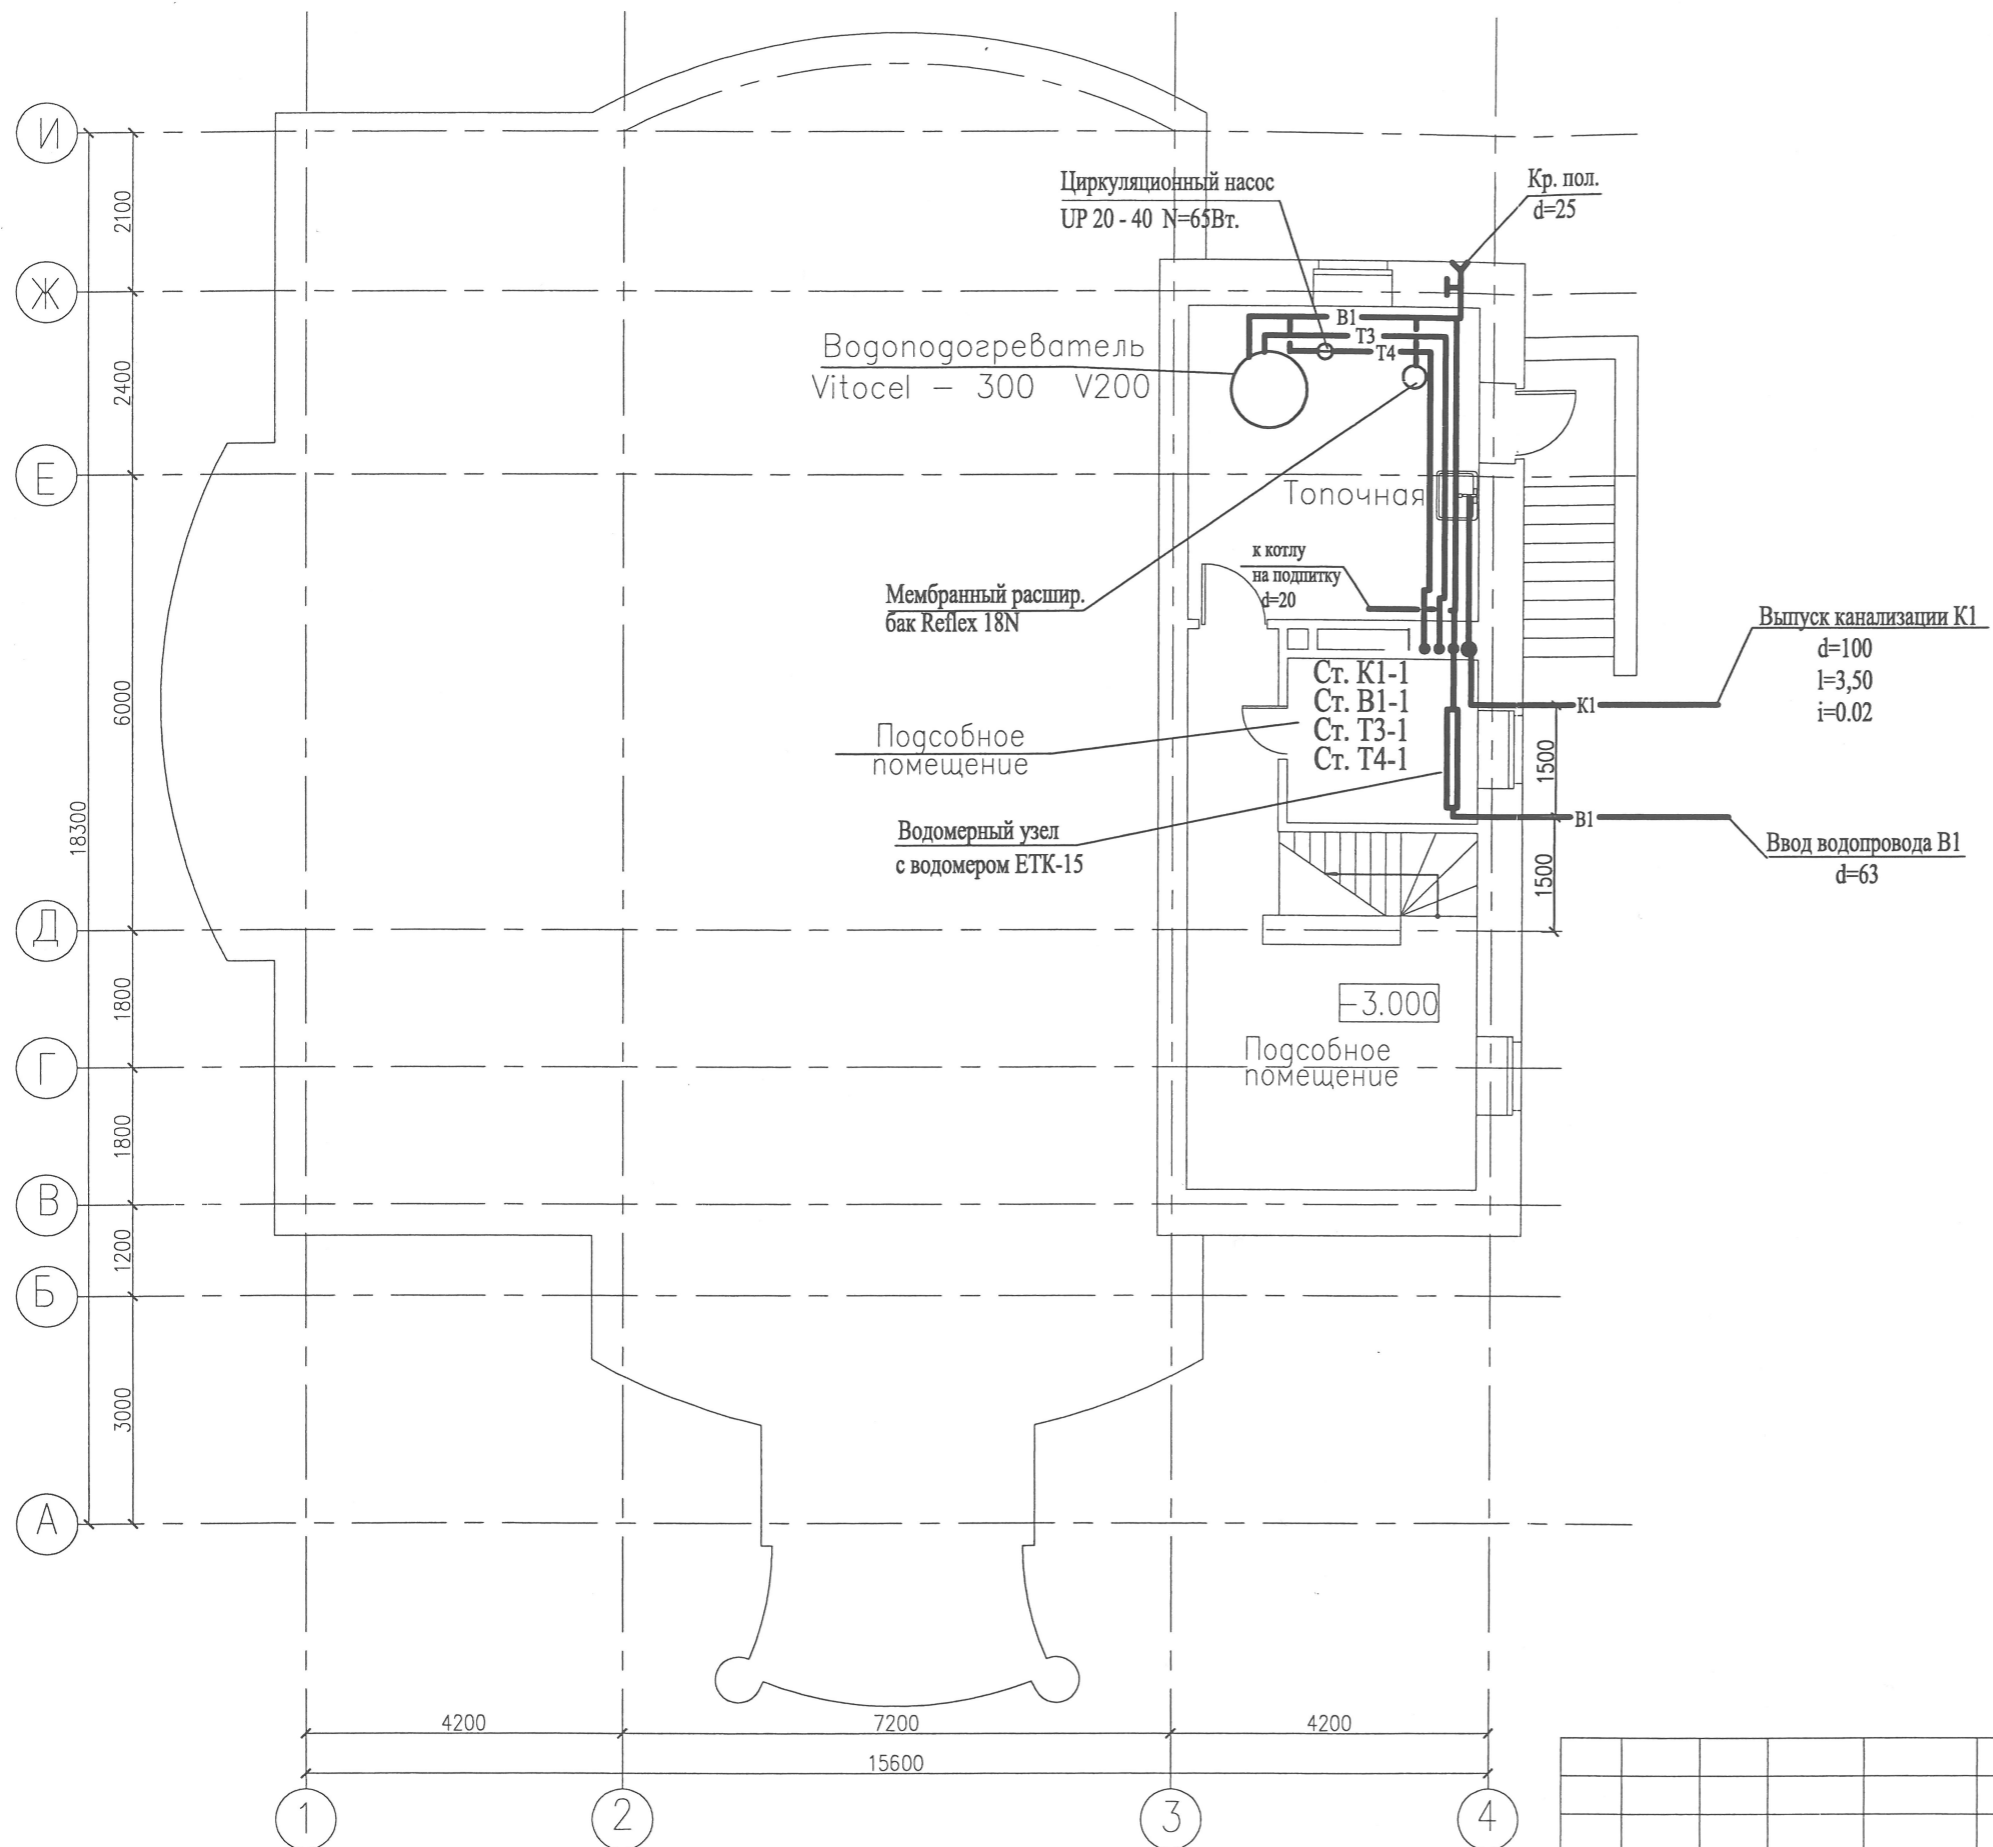 И
Ж
Е
Д
Г
В
Б
А
2100
2400
6000
18300
1800
1800
1200
3000
Циркуляционный насос
UP 20 - 40 N=65Вт.
Кр. пол.
d=25
В1
Т3
Т4
Водоподогреватель
Vitocel - 300 V200
Топочная
к котлу
на подпитку
d=20
Мембранный расшир.
бак Reflex 18N
Выпуск канализации К1
d=100
l=3,50
i=0.02
Ст. К1-1
Ст. В1-1
Ст. Т3-1
Ст. Т4-1
К1
Подсобное
помещение
1500
В1
Водомерный узел
с водомером ЕТК-15
Ввод водопровода В1
d=63
1500
-3.000
Подсобное
помещение
4200
7200
4200
15600
1
2
3
4